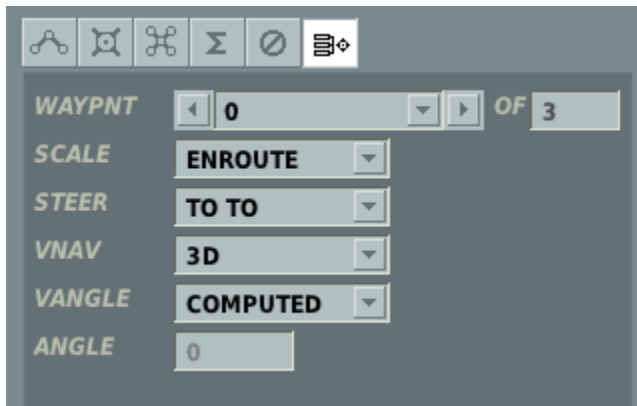 Σ
WAYPNT 0 OF 3
SCALE ENROUTE
STEER TO TO
VNAV 3D
VANGLE COMPUTED
ANGLE 0